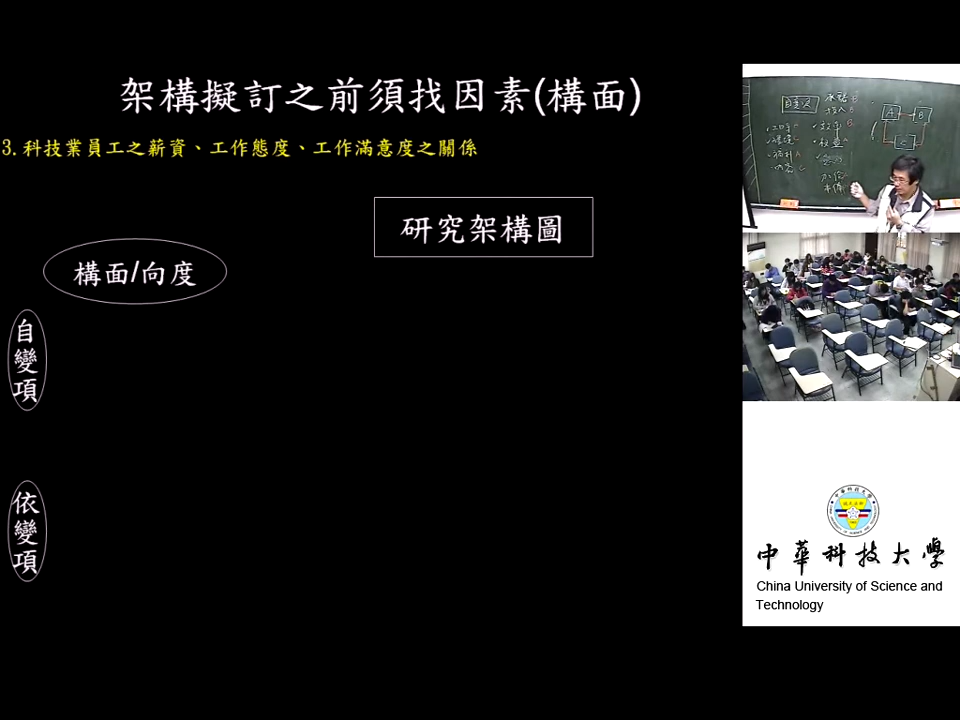 架構擬訂之前須找因素(構面)
3.科技業員工之薪資、工作態度、工作滿意度之關係
研究架構圖
構面/向度
自變項
依變項
中華科技大學
China University of Science and
Technology